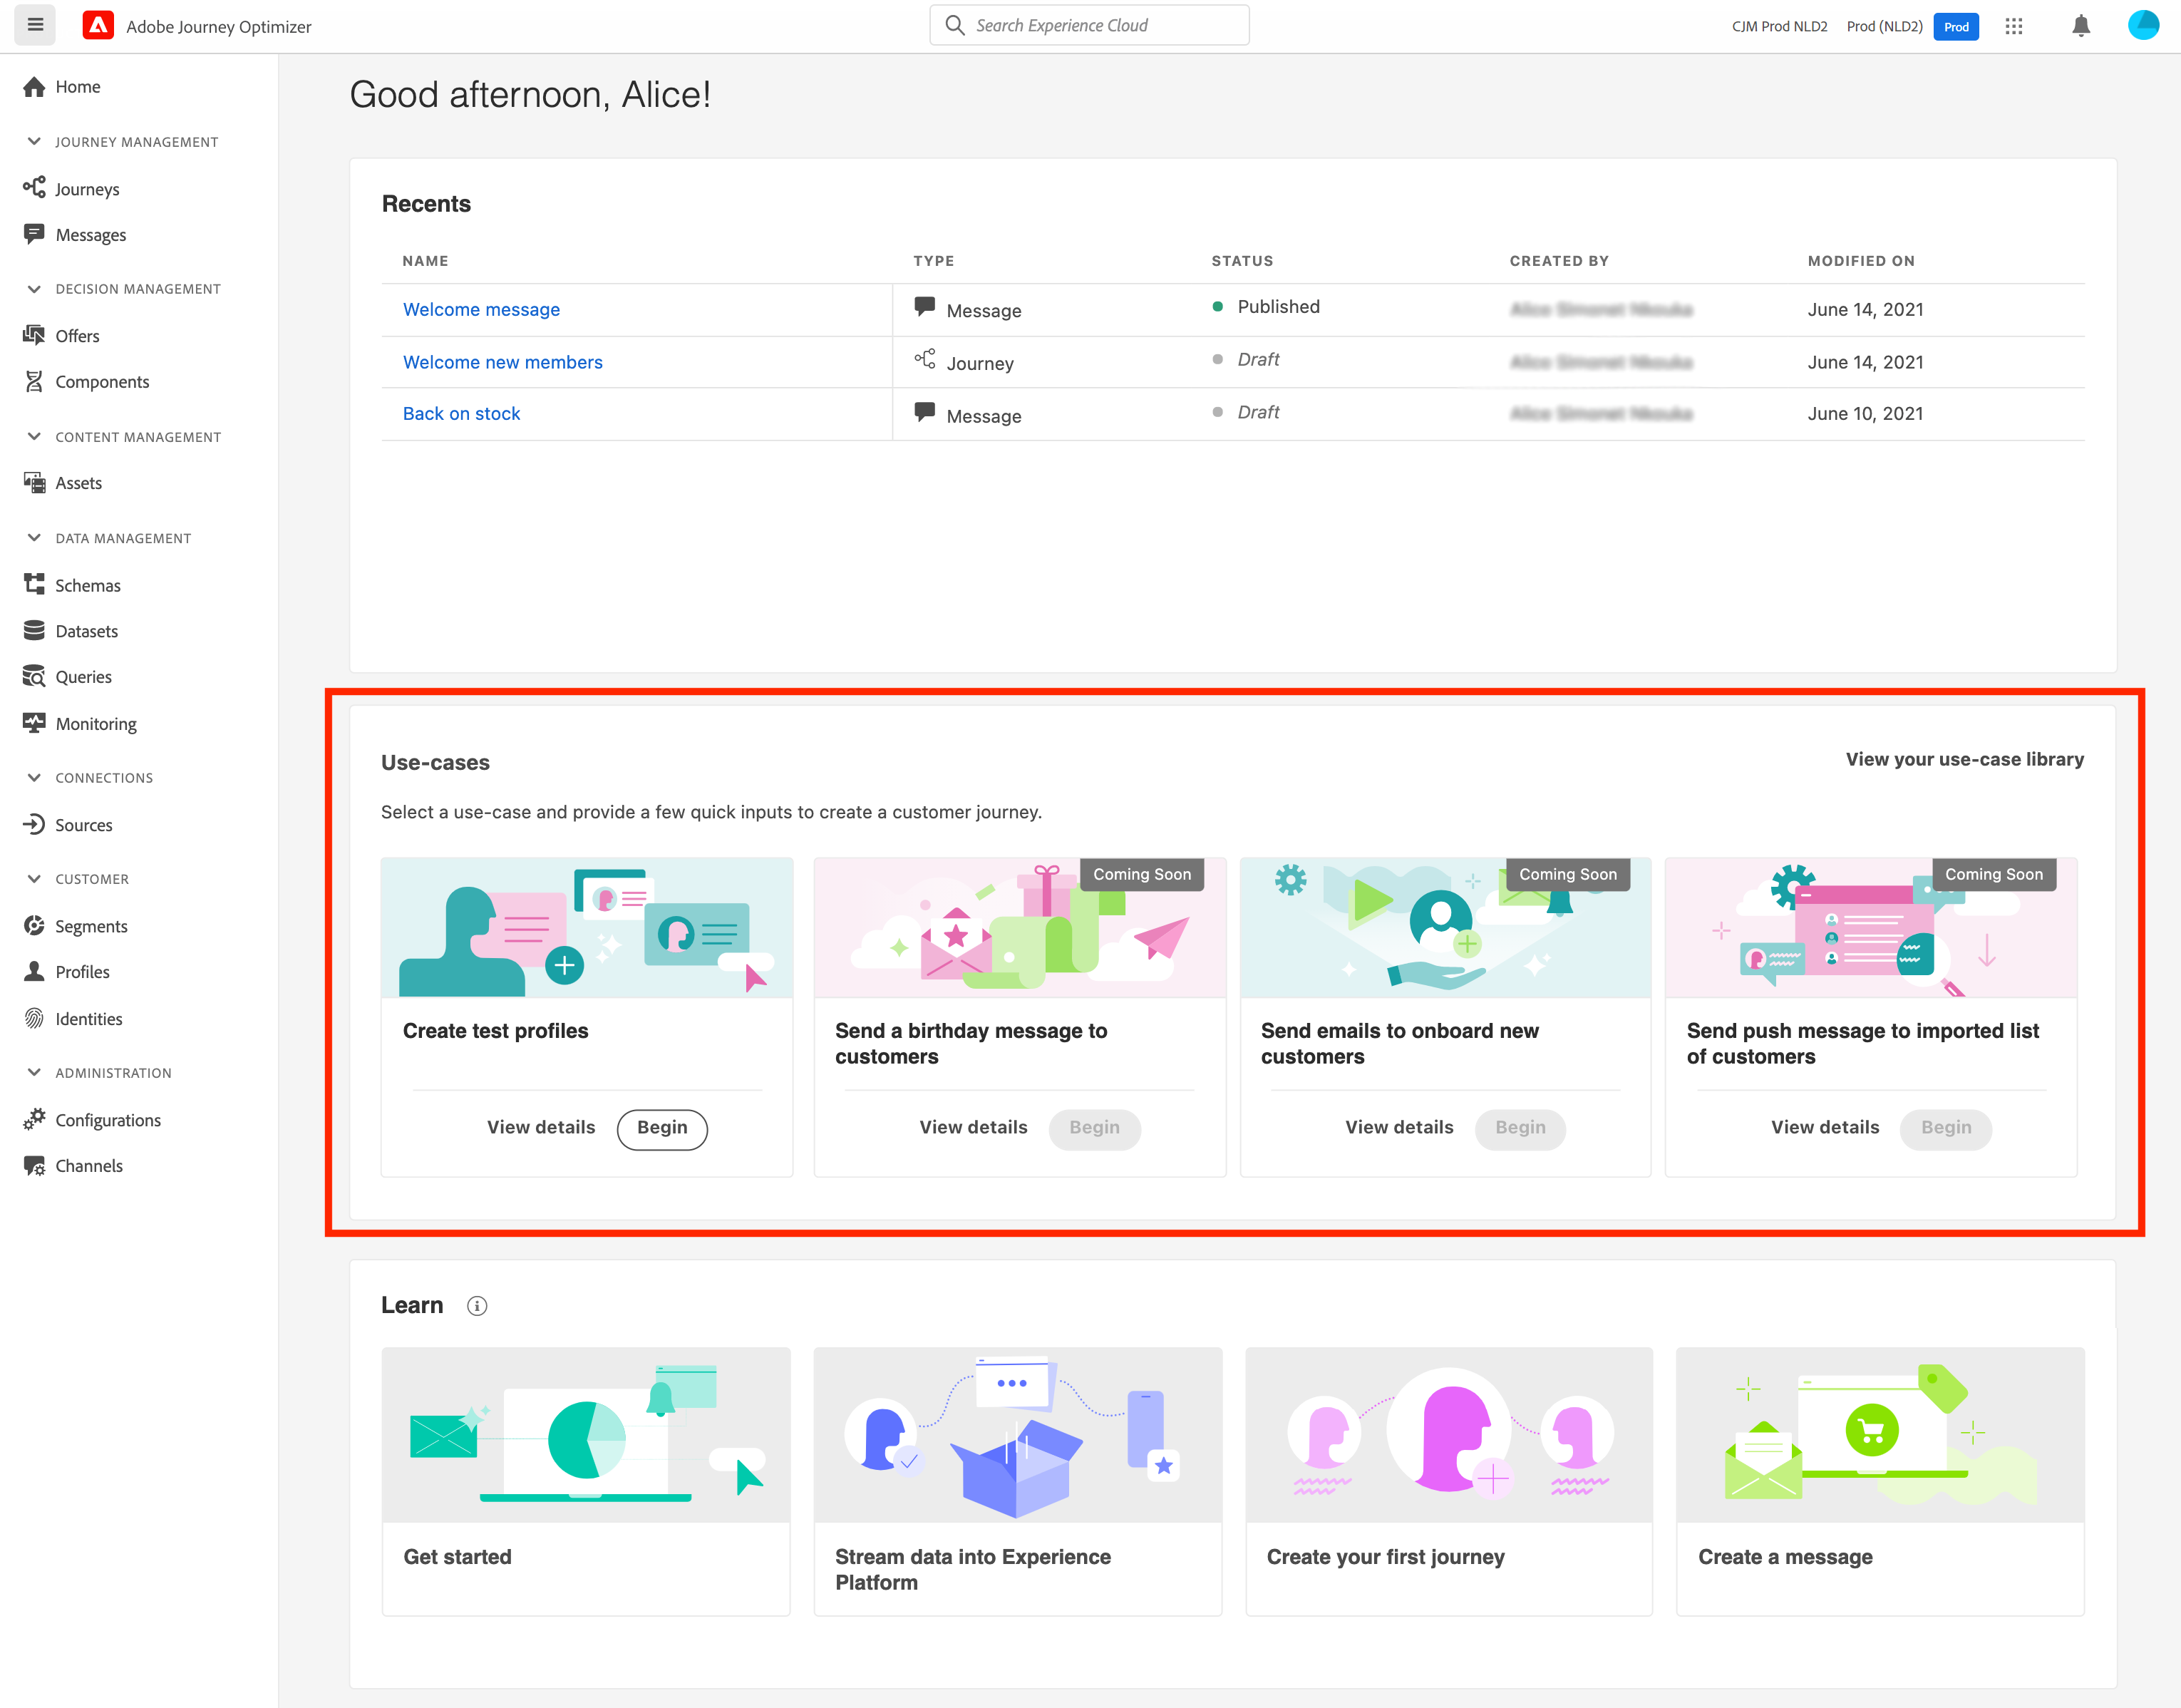 Adobe Journey Optimizer
Search Experience Cloud
CJM Prod NLD2
Prod (NLD2)
Prod
Home
JOURNEY MANAGEMENT
Journeys
Messages
DECISION MANAGEMENT
Offers
Components
CONTENT MANAGEMENT
Assets
DATA MANAGEMENT
Schemas
Datasets
Queries
Monitoring
CONNECTIONS
Sources
CUSTOMER
Segments
Profiles
Identities
ADMINISTRATION
Configurations
Channels
Good afternoon, Alice!
Recents
NAME TYPE STATUS CREATED BY MODIFIED ON
Welcome message Message Published June 14, 2021
Welcome new members Journey Draft June 14, 2021
Back on stock Message Draft June 10, 2021
Use-cases
View your use-case library
Select a use-case and provide a few quick inputs to create a customer journey.
Create test profiles
View details Begin
Coming Soon
Send a birthday message to
customers
View details Begin
Coming Soon
Send emails to onboard new
customers
View details Begin
Coming Soon
Send push message to imported list
of customers
View details Begin
Learn
Get started
Stream data into Experience
Platform
Create your first journey
Create a message